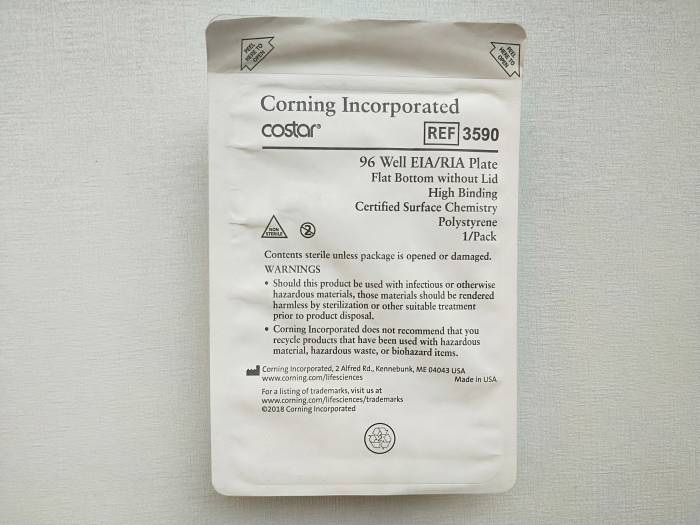 PEEL HERE TO OPEN
PEEL HERE TO OPEN
Corning Incorporated
costar®
REF 3590
96 Well EIA/RIA Plate
Flat Bottom without Lid
High Binding
Certified Surface Chemistry
Polystyrene
1/Pack
NON
STERILE
2
Contents sterile unless package is opened or damaged.
WARNINGS
• Should this product be used with infectious or otherwise
hazardous materials, those materials should be rendered
harmless by sterilization or other suitable treatment
prior to product disposal.
• Corning Incorporated does not recommend that you
recycle products that have been used with hazardous
material, hazardous waste, or biohazard items.
Corning Incorporated, 2 Alfred Rd., Kennebunk, ME 04043 USA
www.corning.com/lifesciences Made in USA
For a listing of trademarks, visit us at
www.corning.com/lifesciences/trademarks
©2018 Corning Incorporated